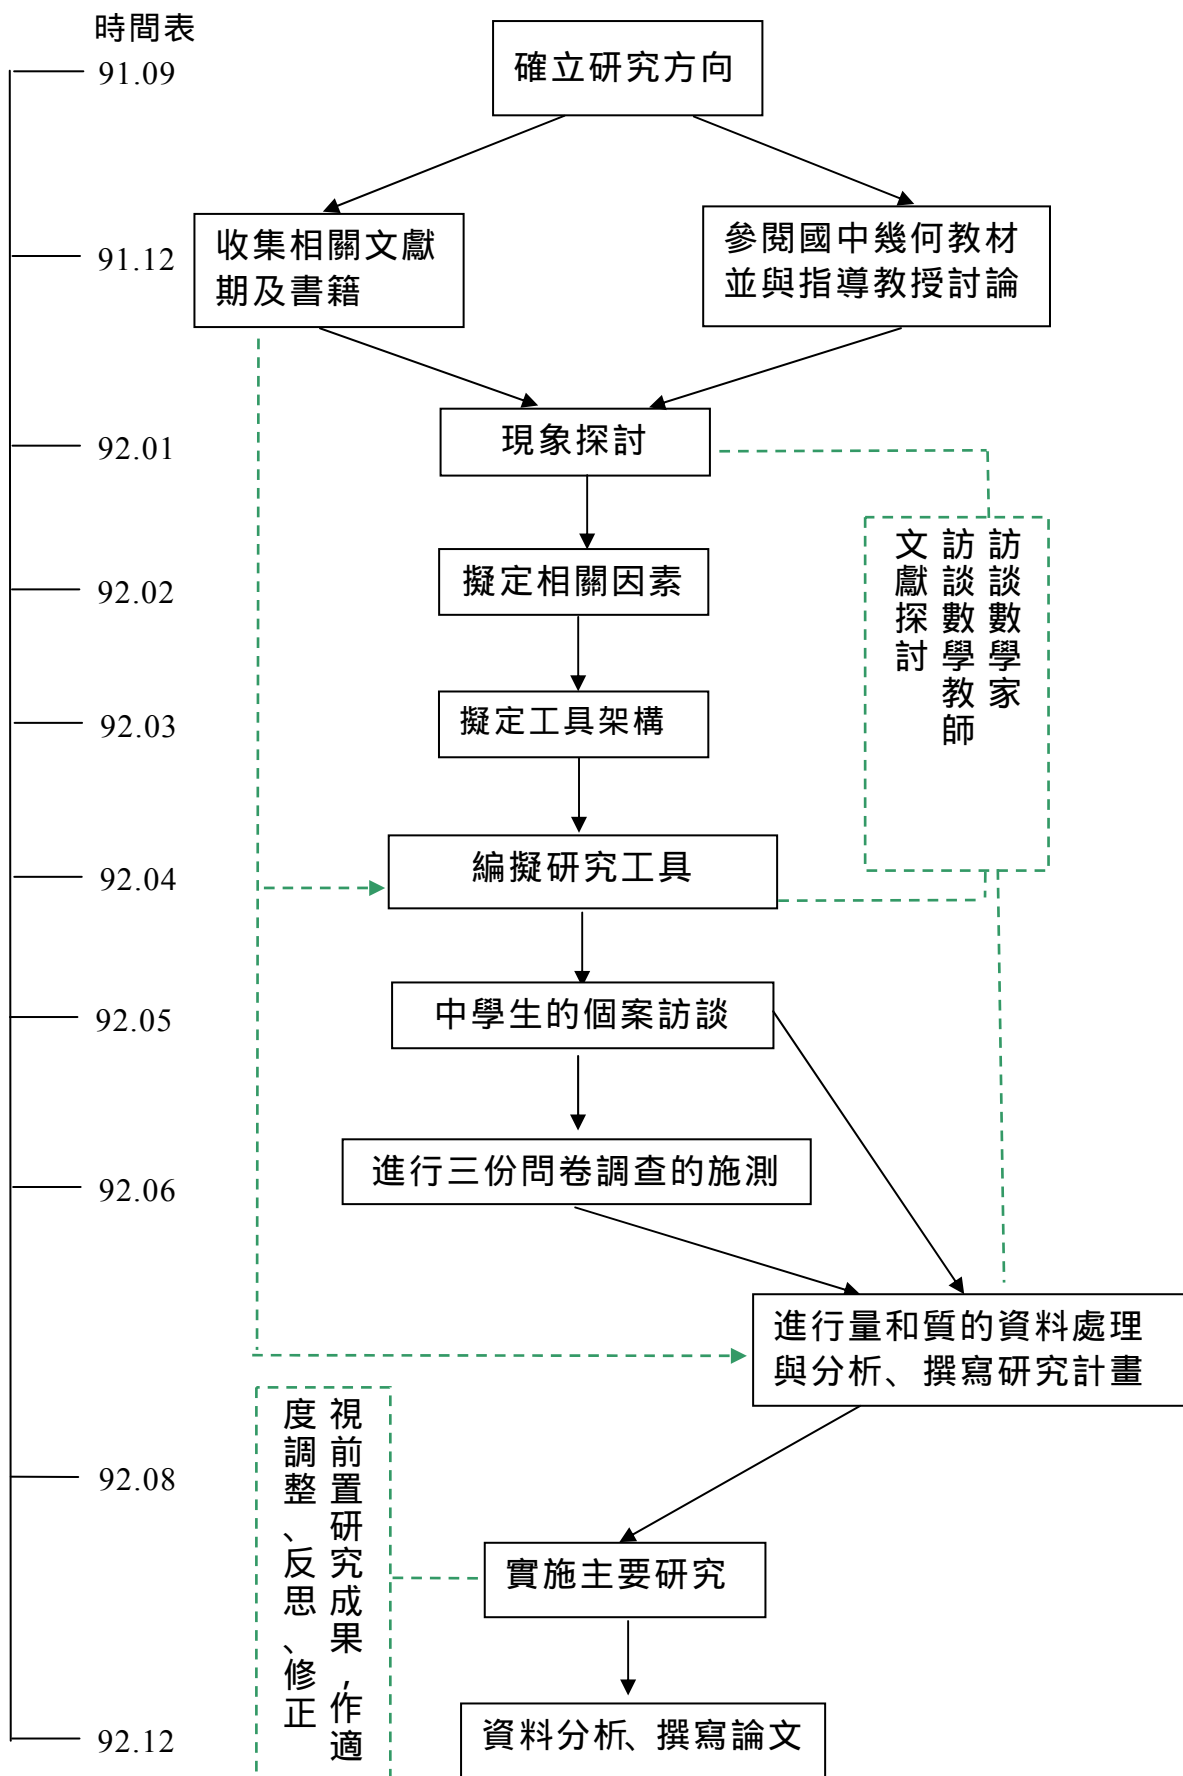 時間表
91.09
確立研究方向
91.12
收集相關文獻
期及書籍
參閱國中幾何教材
並與指導教授討論
92.01
現象探討
訪談數學家
訪談數學教師
文獻探討
92.02
擬定相關因素
92.03
擬定工具架構
92.04
編擬研究工具
92.05
中學生的個案訪談
92.06
進行三份問卷調查的施測
進行量和質的資料處理
與分析、撰寫研究計畫
92.08
視前置研究成果,作適
度調整、反思、修正
實施主要研究
92.12
資料分析、撰寫論文